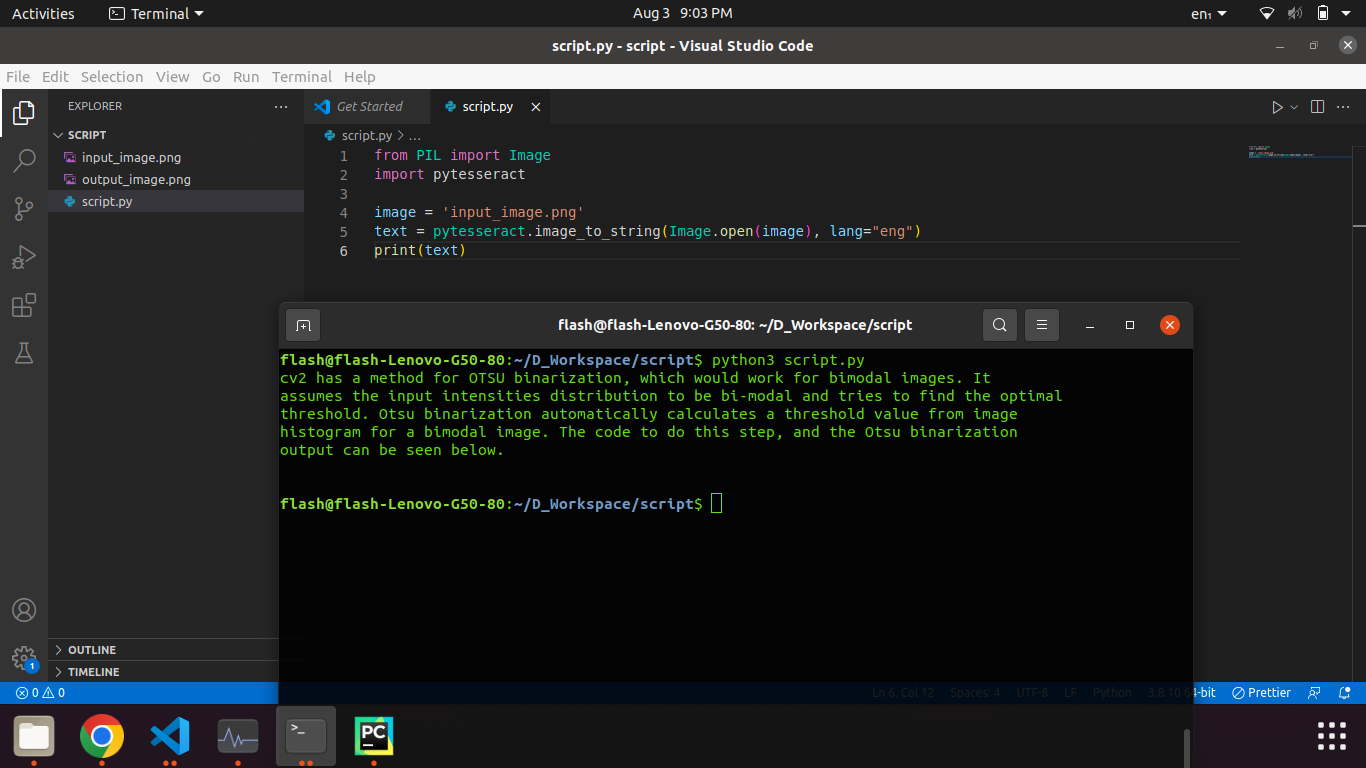 Activities Terminal Aug 3 9:03 PM en₁
script.py - script - Visual Studio Code
File Edit Selection View Go Run Terminal Help
EXPLORER ... Get Started script.py
SCRIPT script.py > ...
input_image.png
output_image.png
script.py
1 from PIL import Image
2 import pytesseract
3
4 image = 'input_image.png'
5 text = pytesseract.image_to_string(Image.open(image), lang="eng")
6 print(text)
flash@flash-Lenovo-G50-80: ~/D_Workspace/script
flash@flash-Lenovo-G50-80:~/D_Workspace/script$ python3 script.py
cv2 has a method for OTSU binarization, which would work for bimodal images. It
assumes the input intensities distribution to be bi-modal and tries to find the optimal
threshold. Otsu binarization automatically calculates a threshold value from image
histogram for a bimodal image. The code to do this step, and the Otsu binarization
output can be seen below.
flash@flash-Lenovo-G50-80:~/D_Workspace/script$
OUTLINE
1
TIMELINE
0 0 Ln 6, Col 12 Spaces: 4 UTF-8 LF Python 3.8.10 64-bit Prettier
>_ PC